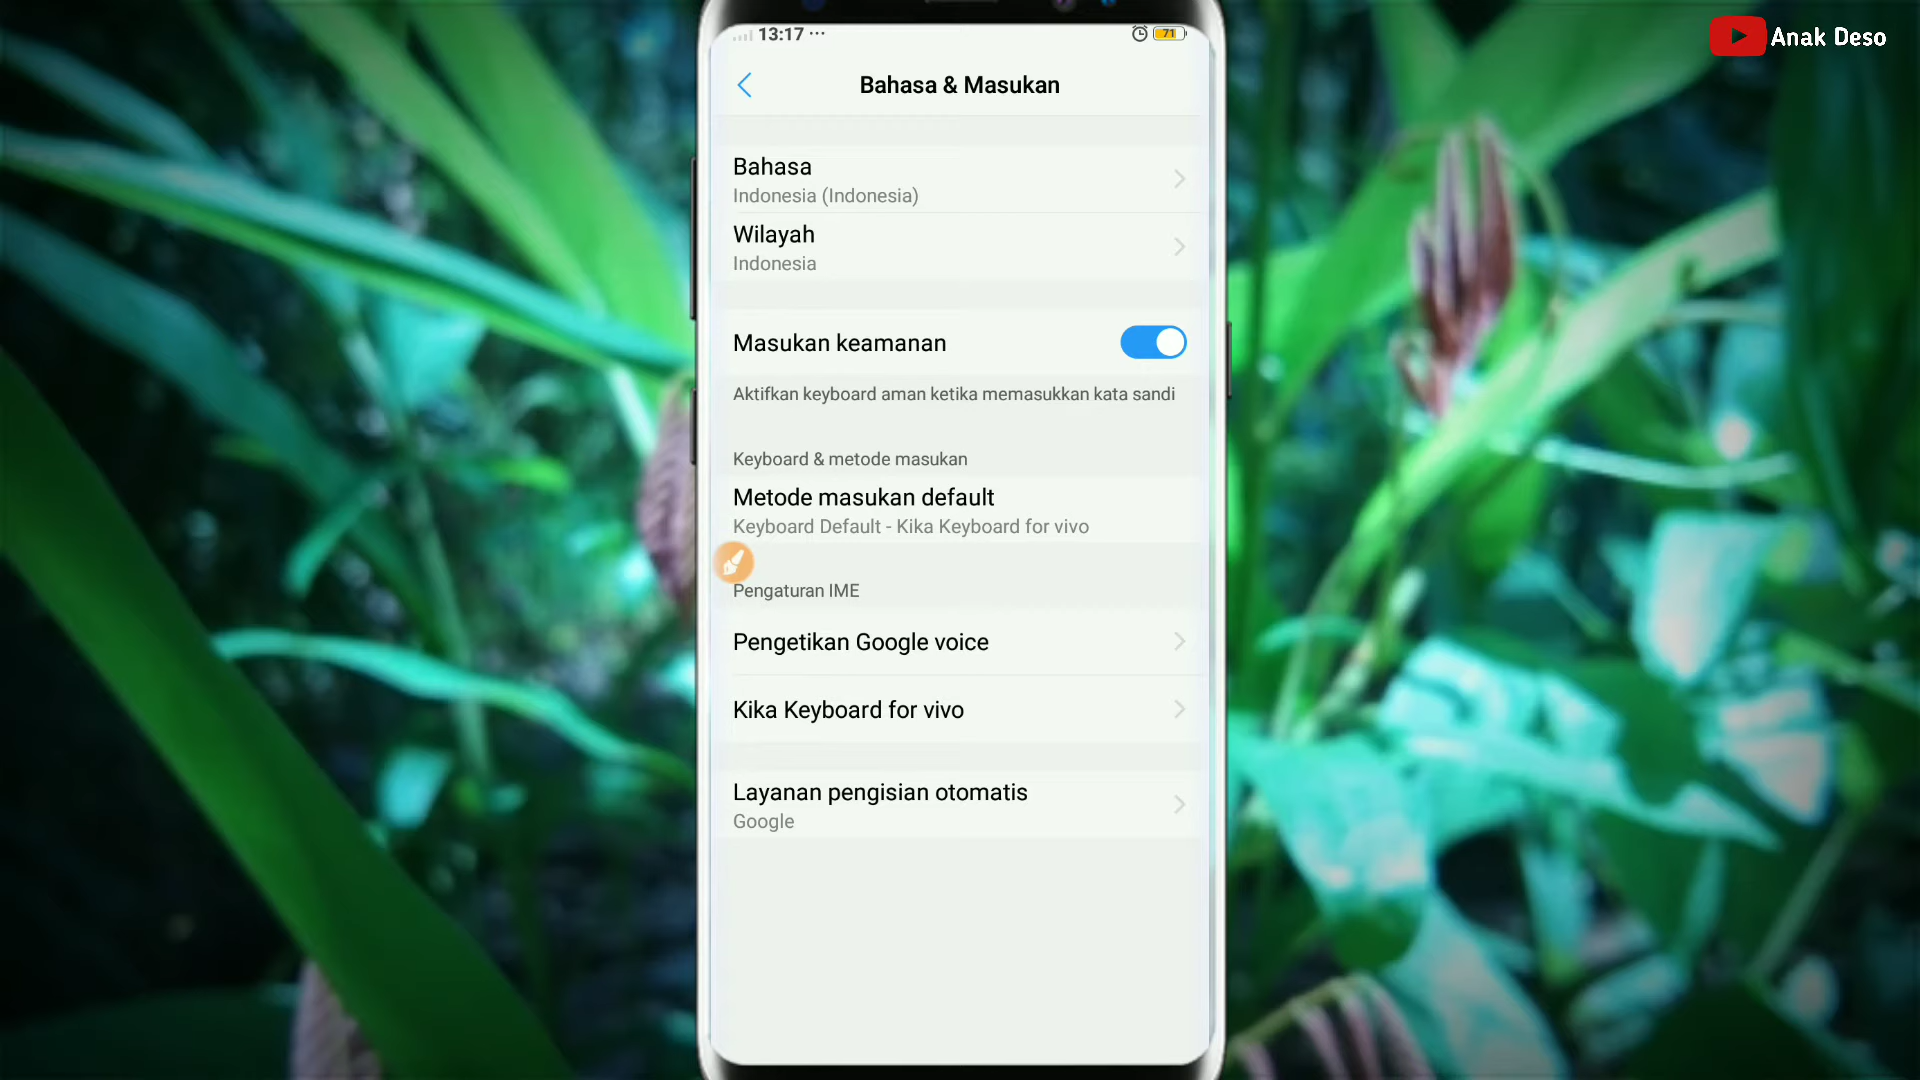 13:17 ...
71
Anak Deso
Bahasa & Masukan
Bahasa
Indonesia (Indonesia)
Wilayah
Indonesia
Masukan keamanan
Aktifkan keyboard aman ketika memasukkan kata sandi
Keyboard & metode masukan
Metode masukan default
Keyboard Default - Kika Keyboard for vivo
Pengaturan IME
Pengetikan Google voice
Kika Keyboard for vivo
Layanan pengisian otomatis
Google